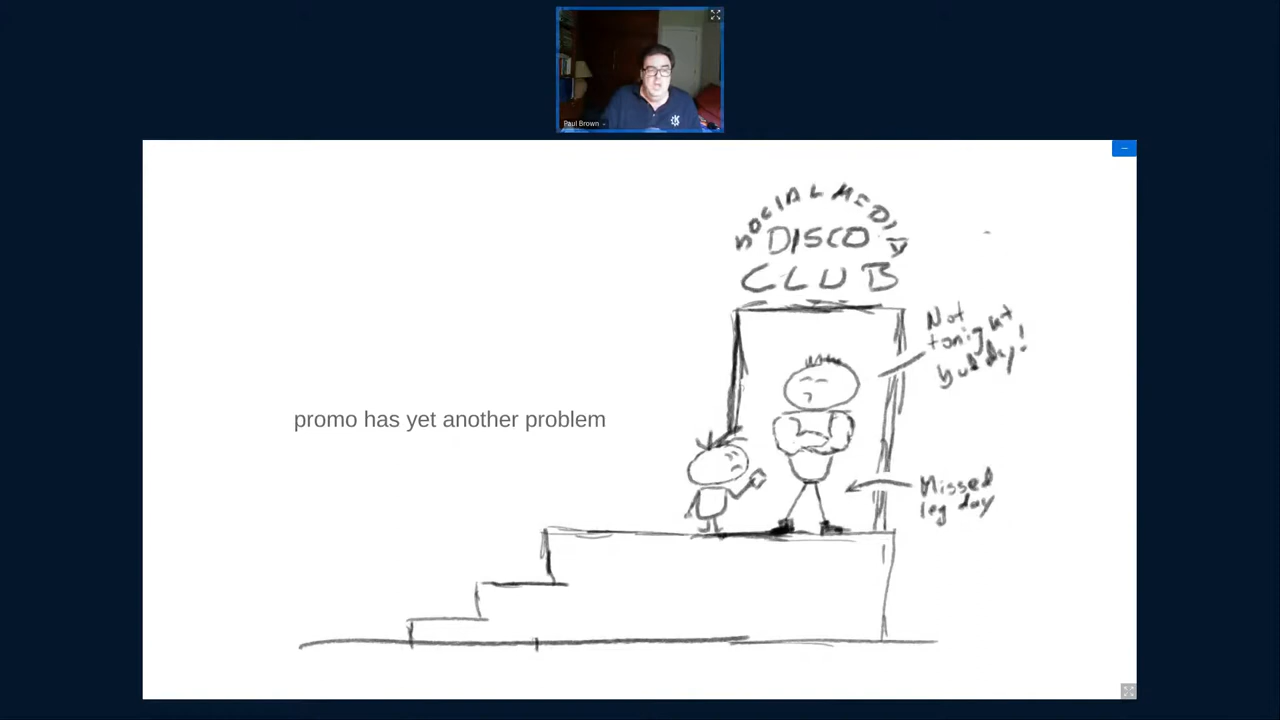 Paul Brown
SOCIAL MEDIA
DISCO
CLUB
Not
tonight
buddy!
promo has yet another problem
Missed
leg day